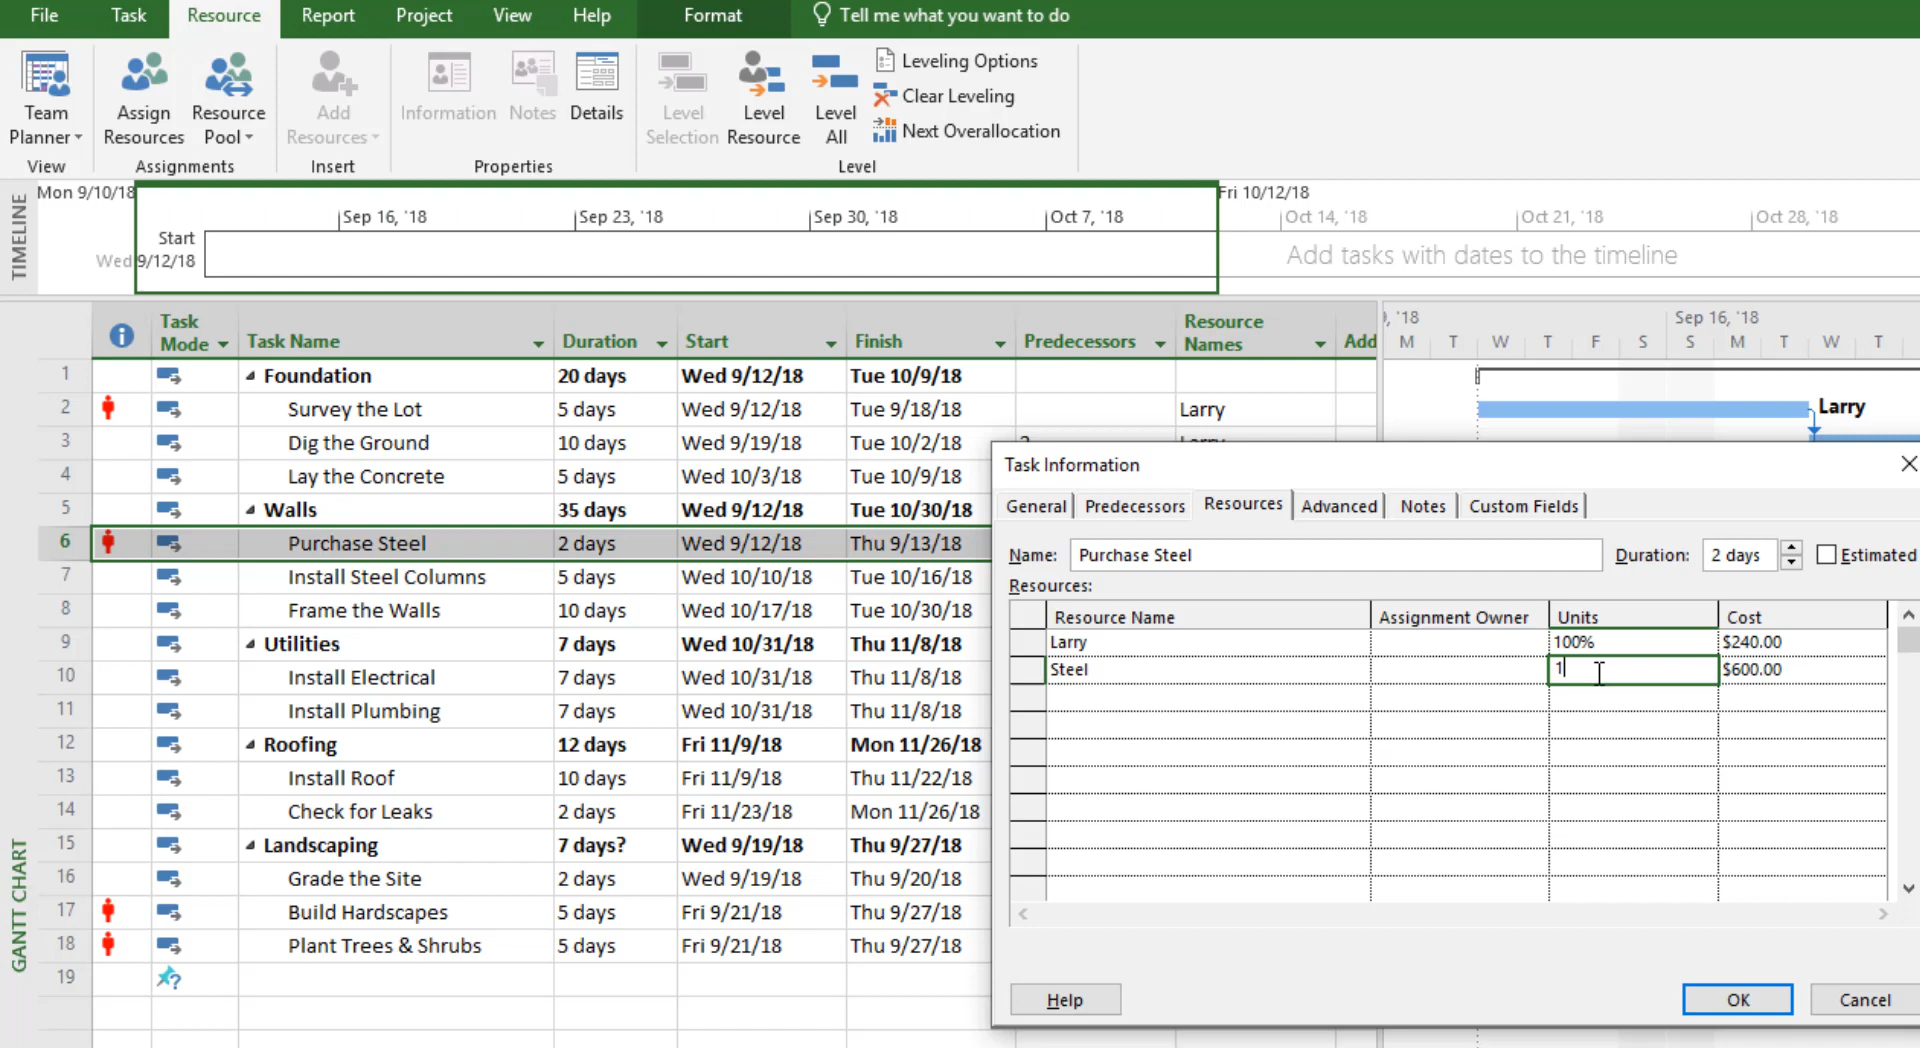 File Task Resource Report Project View Help Format Tell me what you want to do
Team Planner
Assign Resources
Resource Pool
Add Resources
Information
Notes
Details
Level Selection
Level Resource
Level All
Leveling Options
Clear Leveling
Next Overallocation
View Assignments Insert Properties Level
TIMELINE
Mon 9/10/18 Fri 10/12/18
Sep 16, '18 Sep 23, '18 Sep 30, '18 Oct 7, '18 Oct 14, '18 Oct 21, '18 Oct 28, '18
Start
Wed 9/12/18
Add tasks with dates to the timeline
Task Mode Task Name Duration Start Finish Predecessors Resource Names Add
, '18 Sep 16, '18
M T W T F S S M T W T
1 Foundation 20 days Wed 9/12/18 Tue 10/9/18
2 Survey the Lot 5 days Wed 9/12/18 Tue 9/18/18 Larry Larry
3 Dig the Ground 10 days Wed 9/19/18 Tue 10/2/18 2 Larry
4 Lay the Concrete 5 days Wed 10/3/18 Tue 10/9/18
5 Walls 35 days Wed 9/12/18 Tue 10/30/18
6 Purchase Steel 2 days Wed 9/12/18 Thu 9/13/18
7 Install Steel Columns 5 days Wed 10/10/18 Tue 10/16/18
8 Frame the Walls 10 days Wed 10/17/18 Tue 10/30/18
9 Utilities 7 days Wed 10/31/18 Thu 11/8/18
10 Install Electrical 7 days Wed 10/31/18 Thu 11/8/18
11 Install Plumbing 7 days Wed 10/31/18 Thu 11/8/18
12 Roofing 12 days Fri 11/9/18 Mon 11/26/18
13 Install Roof 10 days Fri 11/9/18 Thu 11/22/18
14 Check for Leaks 2 days Fri 11/23/18 Mon 11/26/18
15 Landscaping 7 days? Wed 9/19/18 Thu 9/27/18
16 Grade the Site 2 days Wed 9/19/18 Thu 9/20/18
17 Build Hardscapes 5 days Fri 9/21/18 Thu 9/27/18
18 Plant Trees & Shrubs 5 days Fri 9/21/18 Thu 9/27/18
19
GANTT CHART
Task Information
General Predecessors Resources Advanced Notes Custom Fields
Name: Purchase Steel Duration: 2 days Estimated
Resources:
Resource Name Assignment Owner Units Cost
Larry 100% $240.00
Steel 1 $600.00
Help OK Cancel